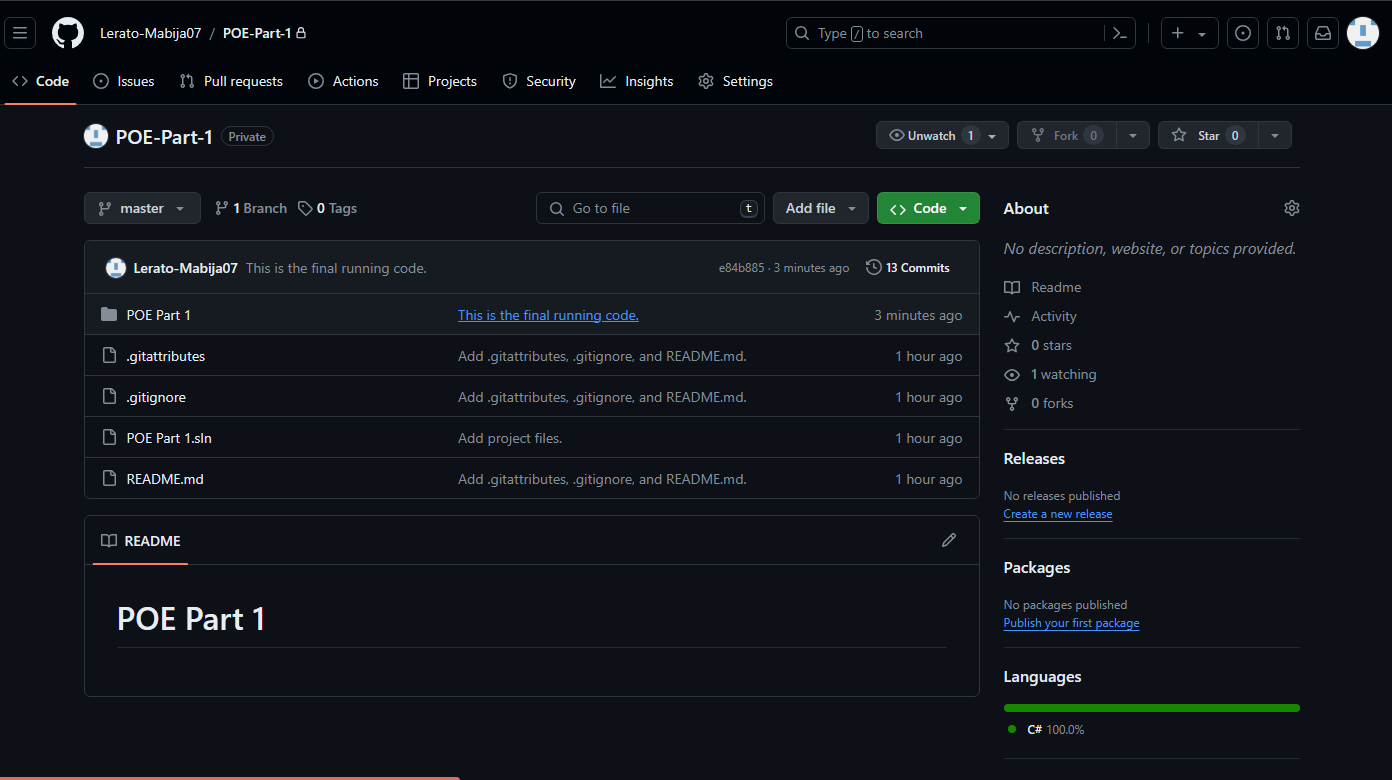 Lerato-Mabija07 / POE-Part-1 Type / to search
Code Issues Pull requests Actions Projects Security Insights Settings
POE-Part-1 Private Unwatch 1 Fork 0 Star 0
master 1 Branch 0 Tags Go to file t Add file Code
Lerato-Mabija07 This is the final running code. e84b885 · 3 minutes ago 13 Commits
POE Part 1 This is the final running code. 3 minutes ago
.gitattributes Add .gitattributes, .gitignore, and README.md. 1 hour ago
.gitignore Add .gitattributes, .gitignore, and README.md. 1 hour ago
POE Part 1.sln Add project files. 1 hour ago
README.md Add .gitattributes, .gitignore, and README.md. 1 hour ago
README
POE Part 1
About
No description, website, or topics provided.
Readme
Activity
0 stars
1 watching
0 forks
Releases
No releases published
Create a new release
Packages
No packages published
Publish your first package
Languages
C# 100.0%